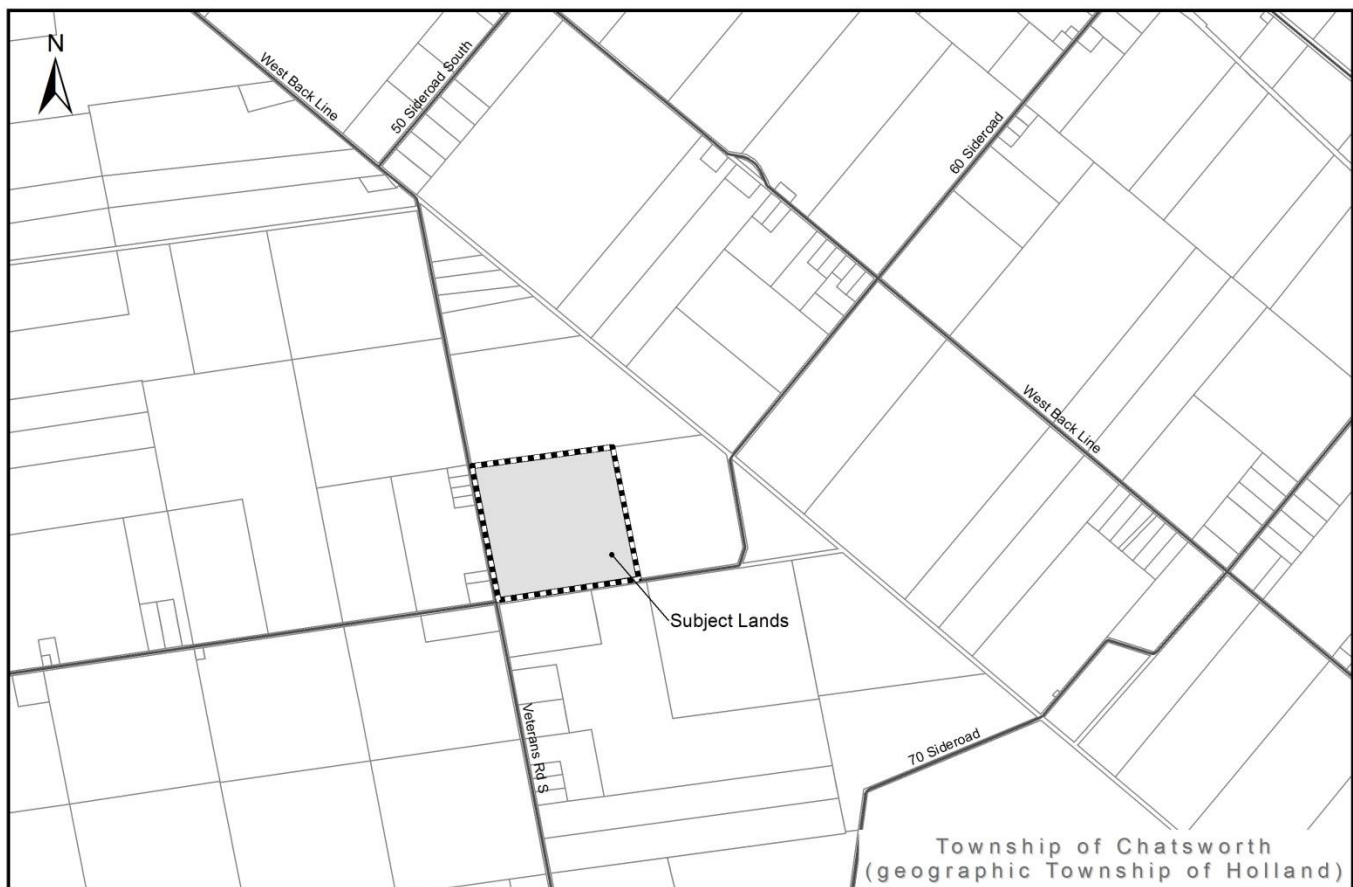 N
West Back Line
50 Sideroad South
60 Sideroad
West Back Line
Subject Lands
Veterans Rd S
70 Sideroad
Township of Chatsworth
(geographic Township of Holland)